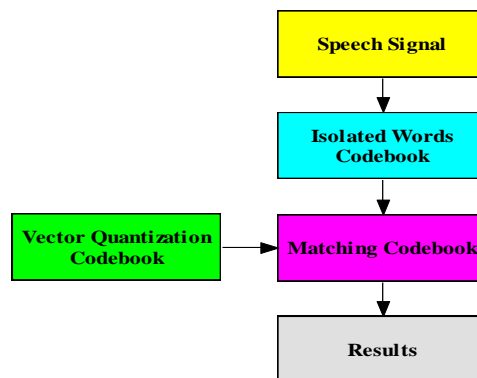 Speech Signal
Isolated Words
Codebook
Vector Quantization
Codebook
Matching Codebook
Results